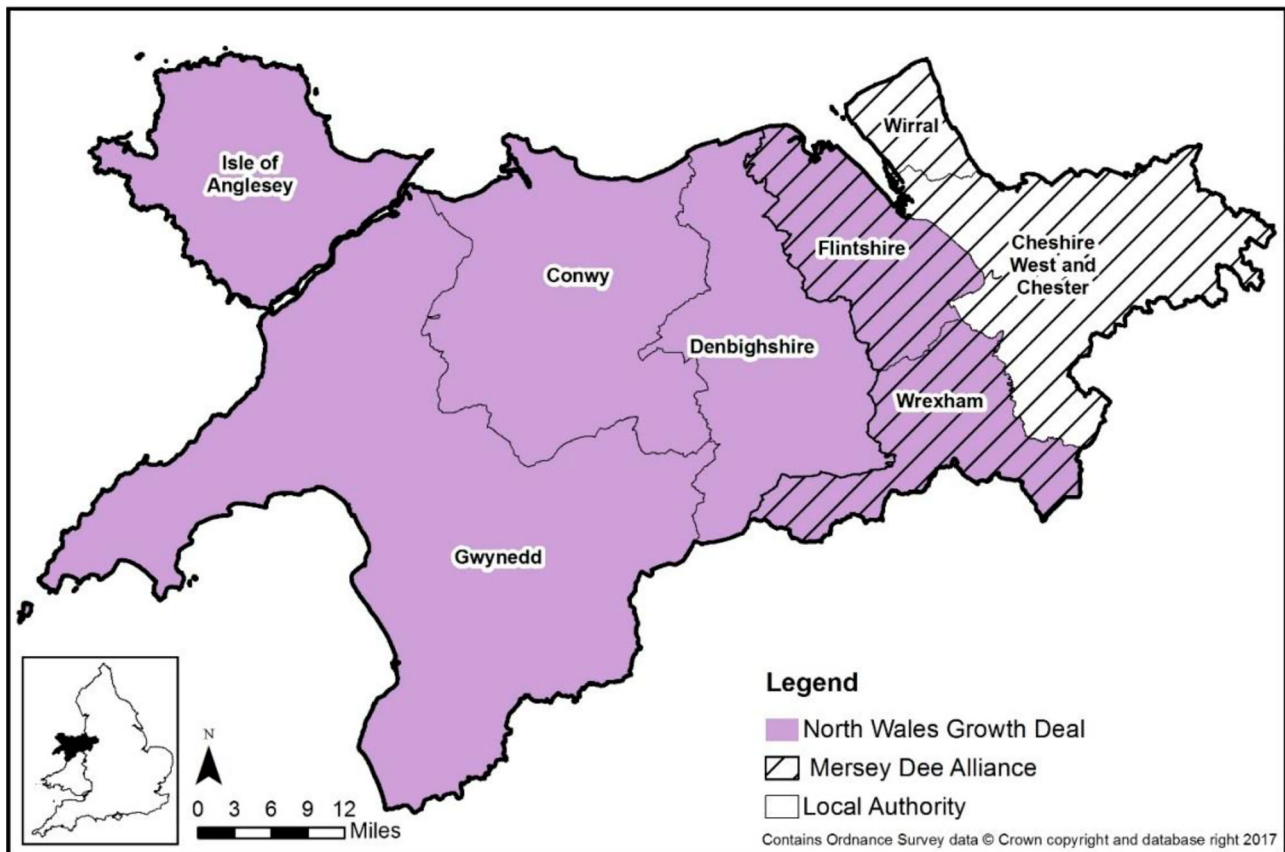 Wirral
Isle of
Anglesey
Cheshire
West and
Chester
Flintshire
Conwy
Denbighshire
Wrexham
Gwynedd
Legend
North Wales Growth Deal
Mersey Dee Alliance
Local Authority
N
0 3 6 9 12
Miles
Contains Ordnance Survey data © Crown copyright and database right 2017